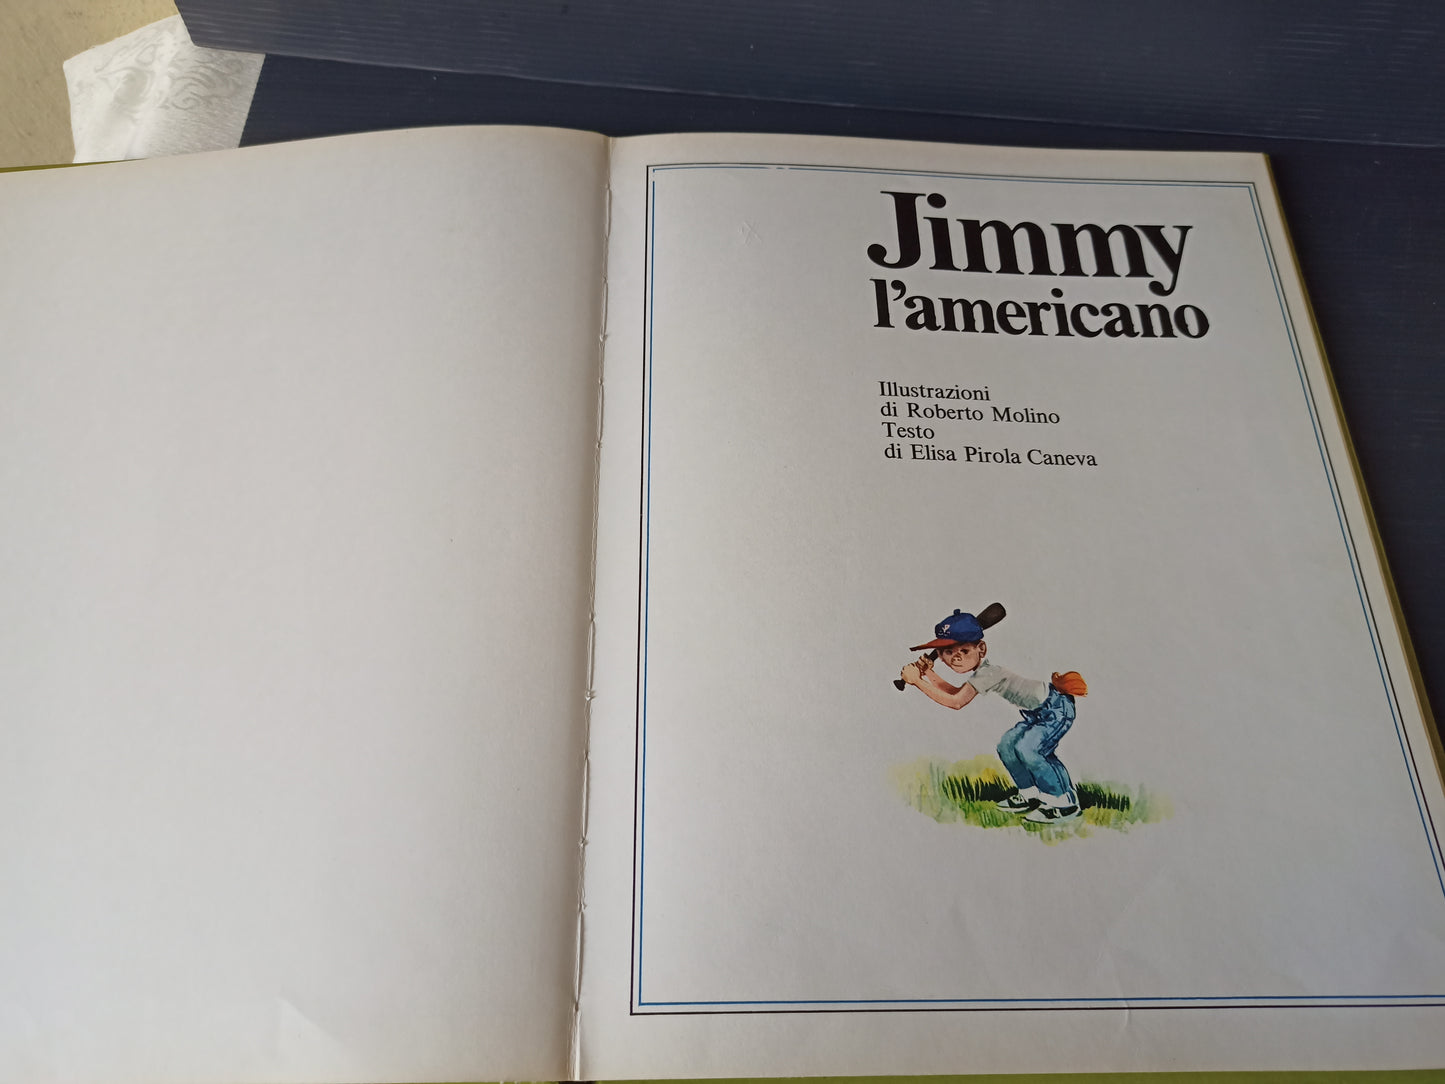 Jimmy
l’americano
Illustrazioni
di Roberto Molino
Testo
di Elisa Pirola Caneva